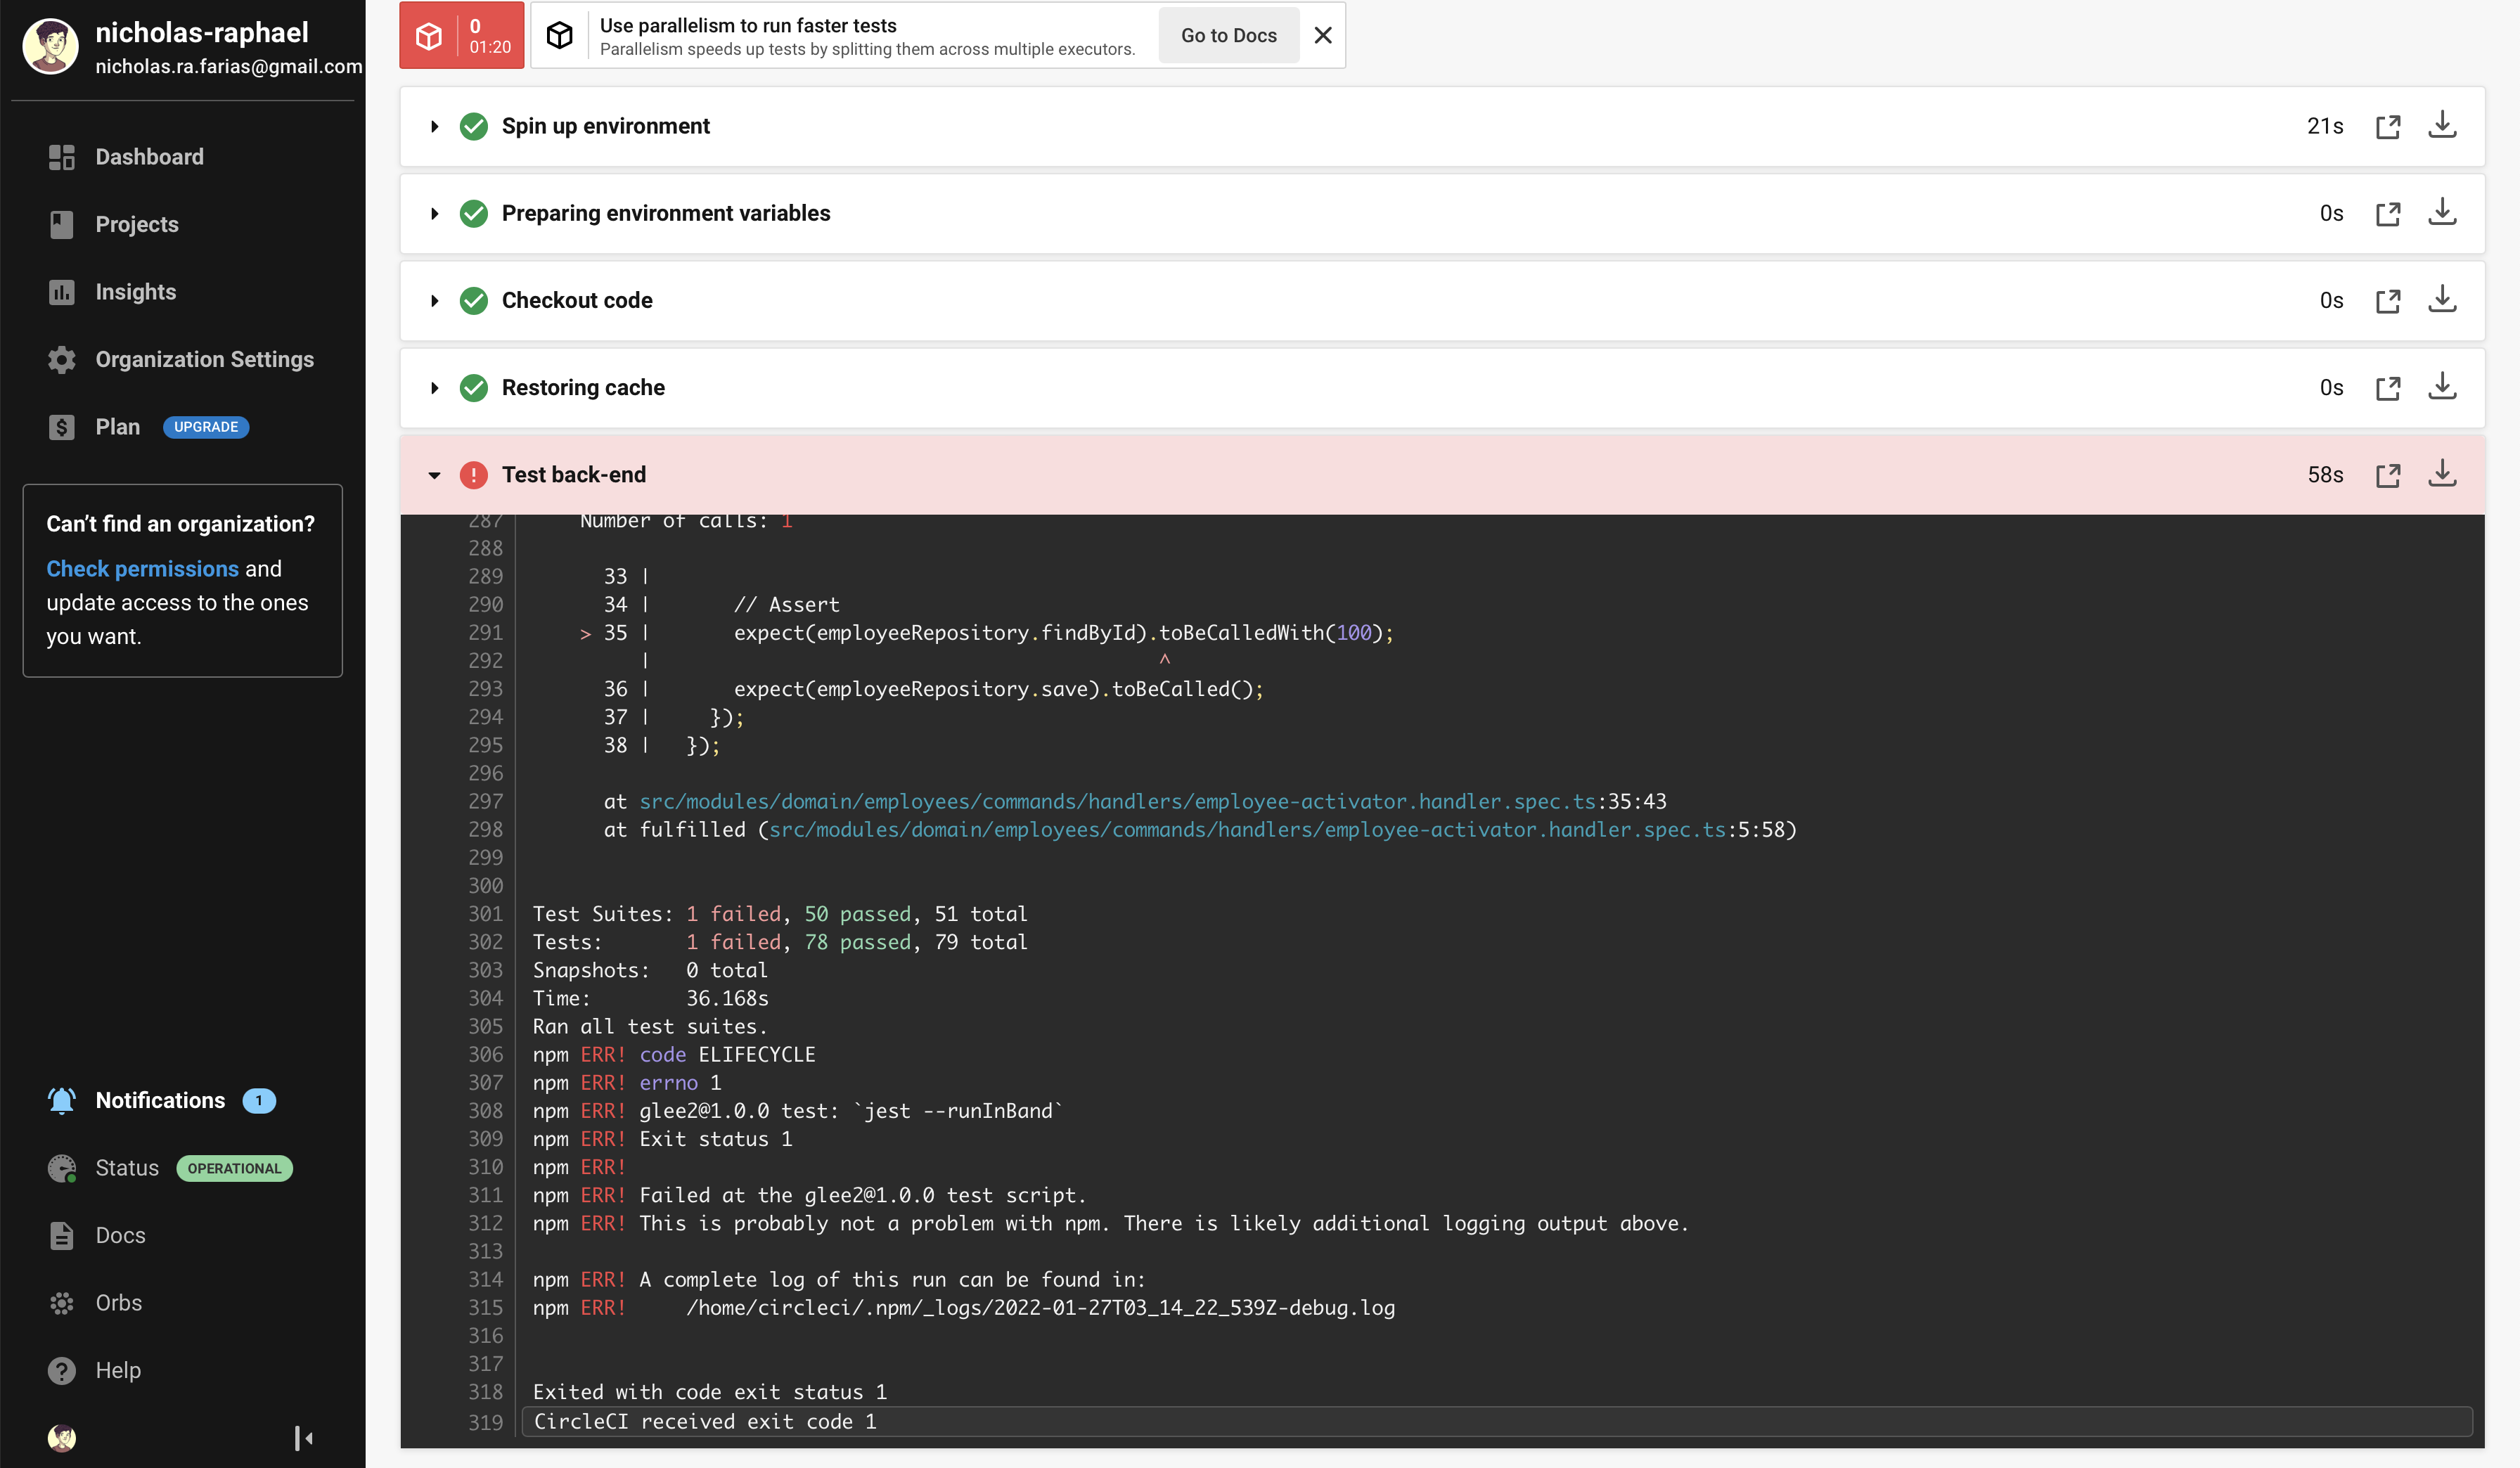 nicholas-raphael
nicholas.ra.farias@gmail.com
Dashboard
Projects
Insights
Organization Settings
Plan UPGRADE
Can't find an organization?
Check permissions and
update access to the ones
you want.
Notifications 1
Status OPERATIONAL
Docs
Orbs
Help
0
01:20
Use parallelism to run faster tests
Parallelism speeds up tests by splitting them across multiple executors.
Go to Docs
Spin up environment 21s
Preparing environment variables 0s
Checkout code 0s
Restoring cache 0s
Test back-end 58s
287 Number of calls: 1
288
289 33 |
290 34 | // Assert
291 > 35 | expect(employeeRepository.findById).toBeCalledWith(100);
292 | ^
293 36 | expect(employeeRepository.save).toBeCalled();
294 37 | });
295 38 | });
296
297 at src/modules/domain/employees/commands/handlers/employee-activator.handler.spec.ts:35:43
298 at fulfilled (src/modules/domain/employees/commands/handlers/employee-activator.handler.spec.ts:5:58)
299
300
301 Test Suites: 1 failed, 50 passed, 51 total
302 Tests: 1 failed, 78 passed, 79 total
303 Snapshots: 0 total
304 Time: 36.168s
305 Ran all test suites.
306 npm ERR! code ELIFECYCLE
307 npm ERR! errno 1
308 npm ERR! glee2@1.0.0 test: `jest --runInBand`
309 npm ERR! Exit status 1
310 npm ERR!
311 npm ERR! Failed at the glee2@1.0.0 test script.
312 npm ERR! This is probably not a problem with npm. There is likely additional logging output above.
313
314 npm ERR! A complete log of this run can be found in:
315 npm ERR! /home/circleci/.npm/_logs/2022-01-27T03_14_22_539Z-debug.log
316
317
318 Exited with code exit status 1
319 CircleCI received exit code 1